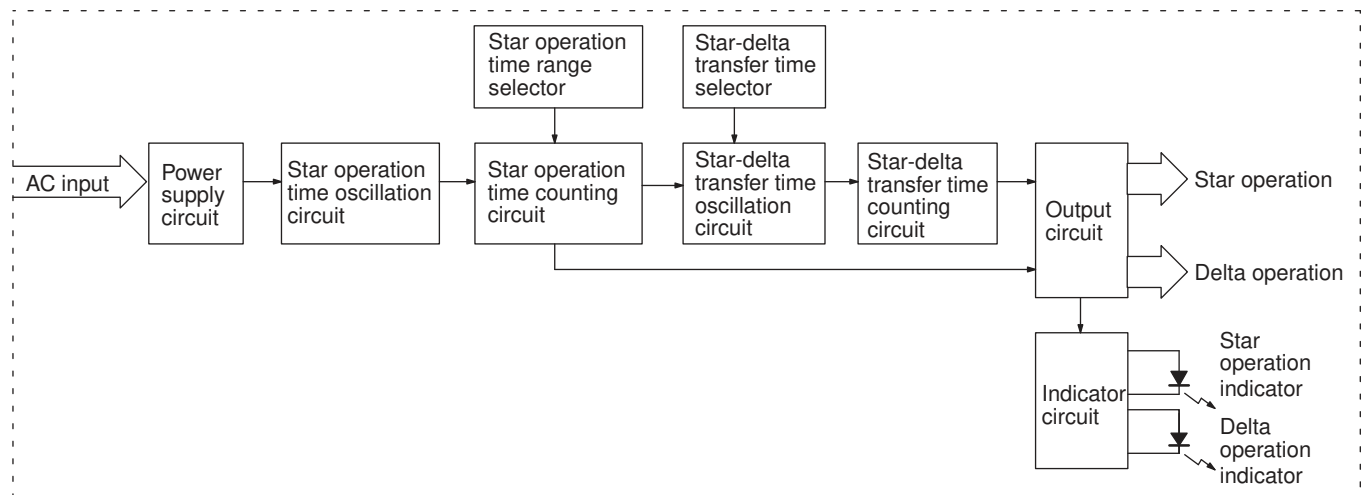 Star operation
time range
selector
Star-delta
transfer time
selector
AC input
Power
supply
circuit
Star operation
time oscillation
circuit
Star operation
time counting
circuit
Star-delta
transfer time
oscillation
circuit
Star-delta
transfer time
counting
circuit
Output
circuit
Star operation
Delta operation
Indicator
circuit
Star
operation
indicator
Delta
operation
indicator